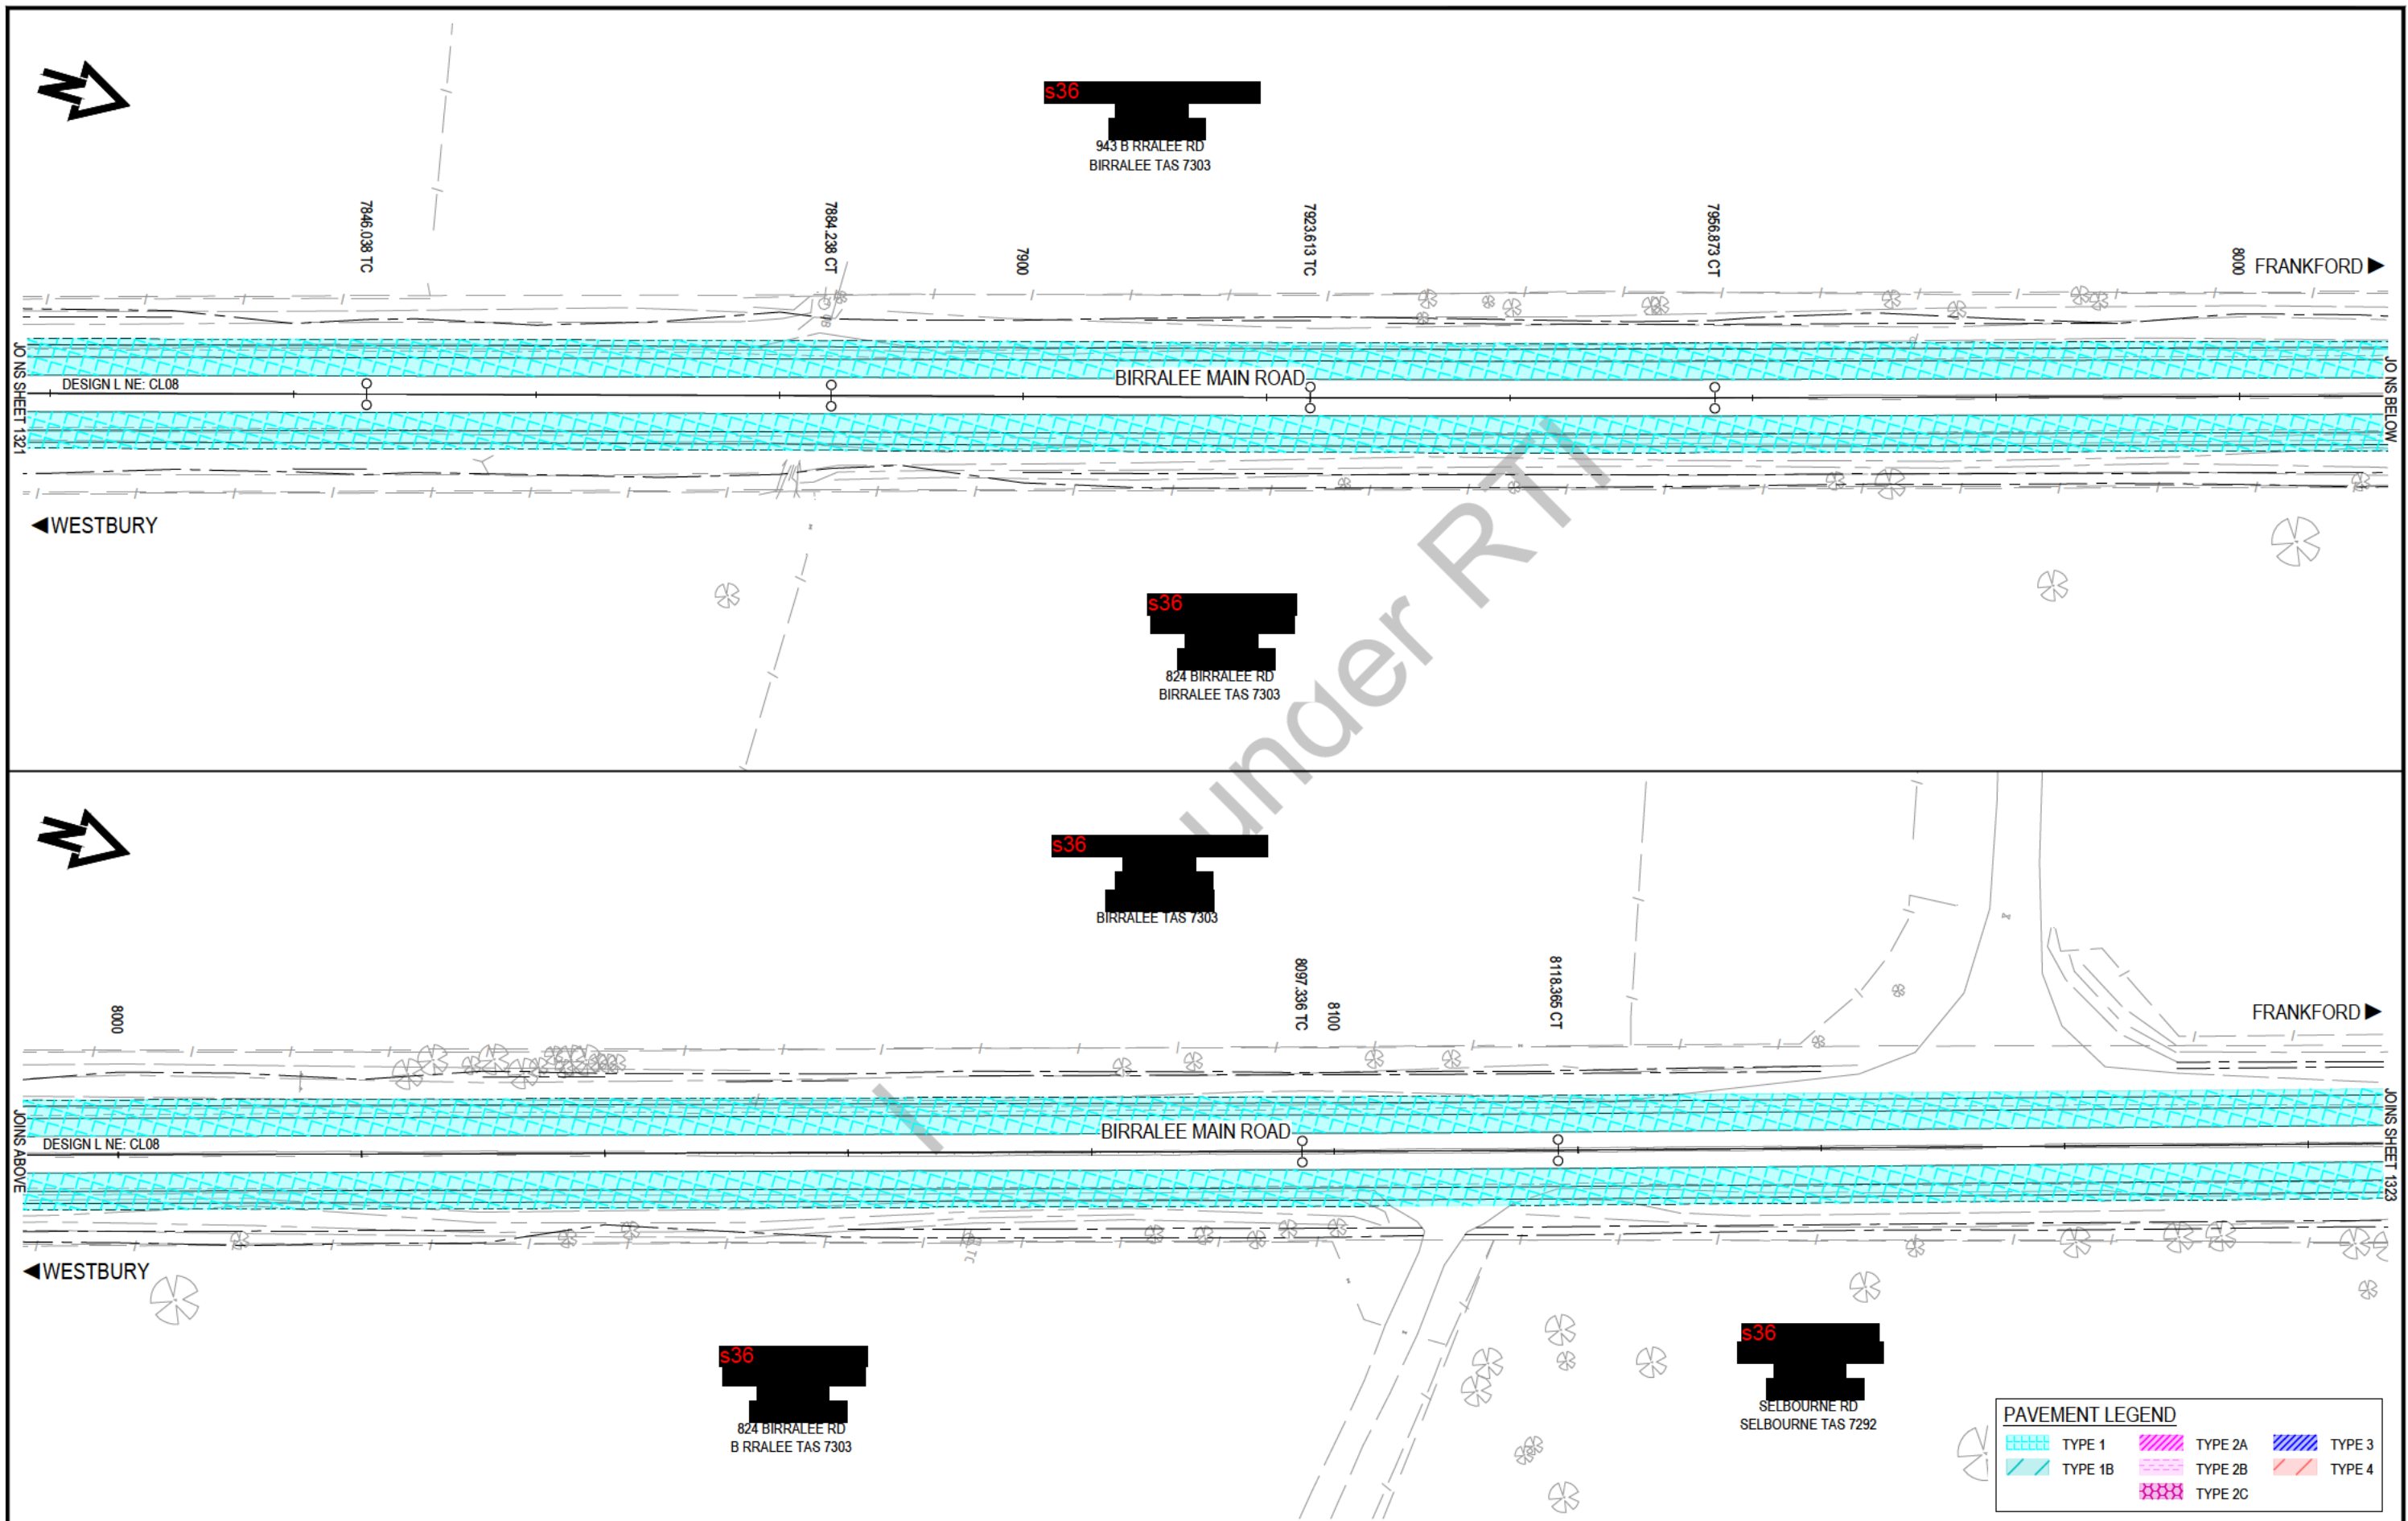 s36
943 B RRALEE RD
BIRRALEE TAS 7303
7846.038 TC
7884.238 CT
7900
7923.613 TC
7956.873 CT
8000
FRANKFORD
JO NS SHEET 1321
DESIGN L NE: CL08
BIRRALEE MAIN ROAD
JO NS BELOW
WESTBURY
s36
824 BIRRALEE RD
BIRRALEE TAS 7303
under RTI
s36
BIRRALEE TAS 7303
8000
8097.336 TC
8100
8118.365 CT
FRANKFORD
JOINS ABOVE
DESIGN L NE: CL08
BIRRALEE MAIN ROAD
JOINS SHEET 1323
TC
WESTBURY
s36
824 BIRRALEE RD
B RRALEE TAS 7303
s36
SELBOURNE RD
SELBOURNE TAS 7292
PAVEMENT LEGEND
TYPE 1
TYPE 2A
TYPE 3
TYPE 1B
TYPE 2B
TYPE 4
TYPE 2C